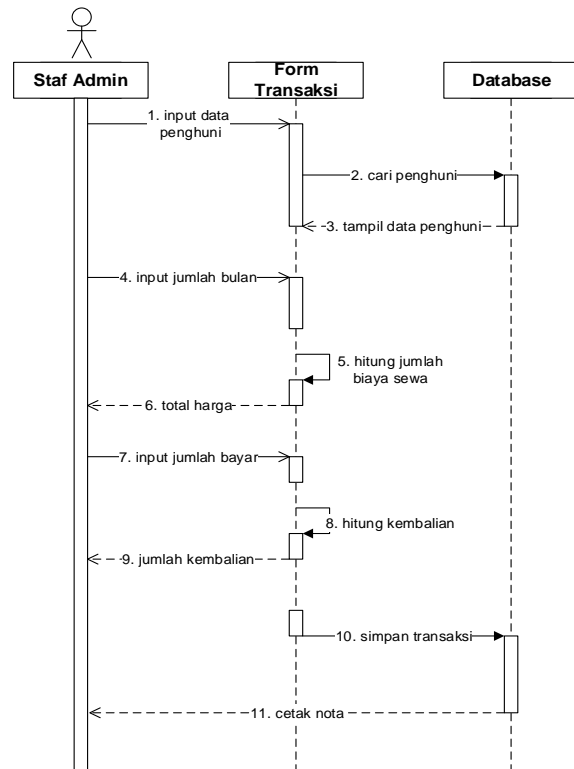 Staf Admin
Form
Transaksi
Database
1. input data
penghuni
2. cari penghuni
3. tampil data penghuni
4. input jumlah bulan
5. hitung jumlah
biaya sewa
6. total harga
7. input jumlah bayar
8. hitung kembalian
9. jumlah kembalian
10. simpan transaksi
11. cetak nota